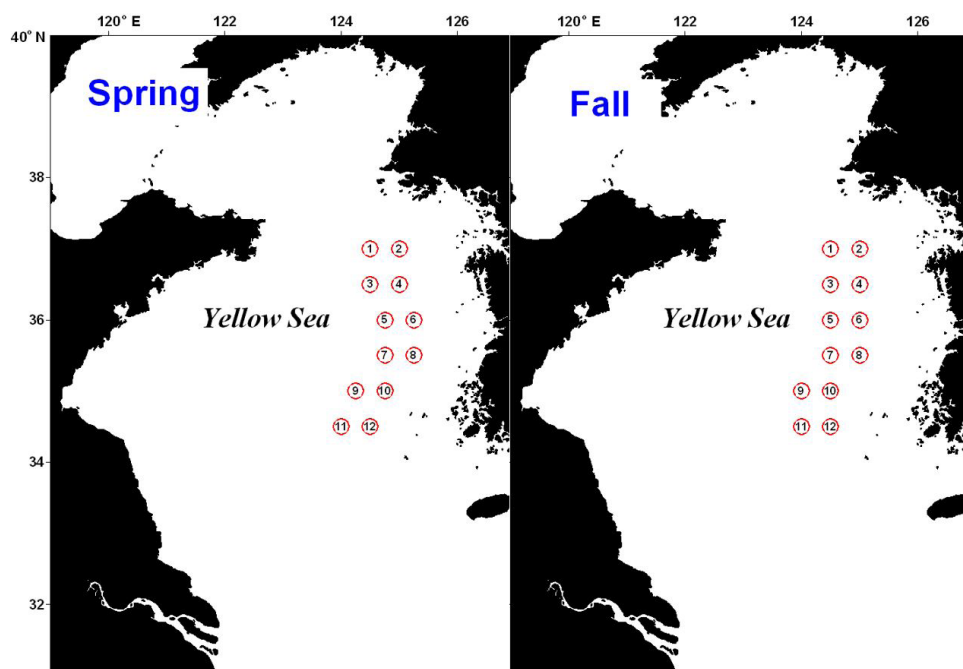 120° E 122 124 126 120° E 122 124 126
40° N
Spring Fall
38
1 2 1 2
3 4 3 4
36 Yellow Sea 5 6 Yellow Sea 5 6
7 8 7 8
9 10 9 10
11 12 11 12
34
32